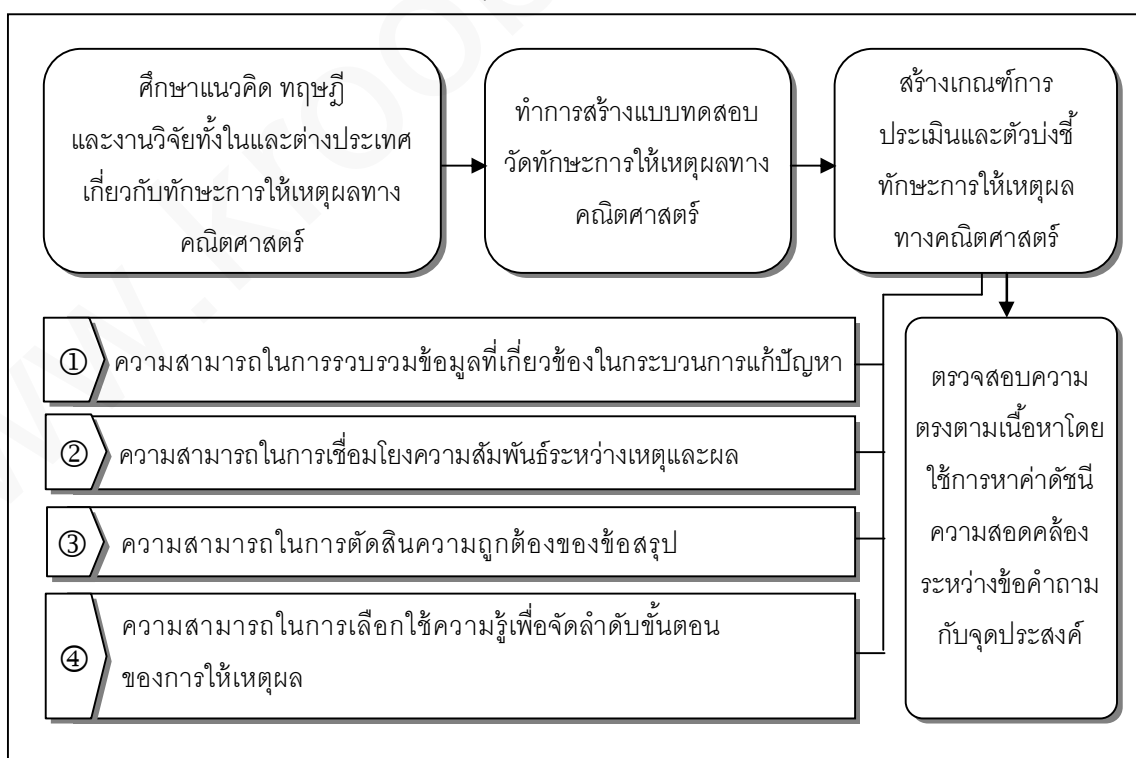 ศึกษาแนวคิด ทฤษฎี
และงานวิจัยทั้งในและต่างประเทศ
เกี่ยวกับทักษะการให้เหตุผลทาง
คณิตศาสตร์
ทำการสร้างแบบทดสอบ
วัดทักษะการให้เหตุผลทาง
คณิตศาสตร์
สร้างเกณฑ์การ
ประเมินและตัวบ่งชี้
ทักษะการให้เหตุผล
ทางคณิตศาสตร์
① ความสามารถในการรวบรวมข้อมูลที่เกี่ยวข้องในกระบวนการแก้ปัญหา
② ความสามารถในการเชื่อมโยงความสัมพันธ์ระหว่างเหตุและผล
③ ความสามารถในการตัดสินความถูกต้องของข้อสรุป
④ ความสามารถในการเลือกใช้ความรู้เพื่อจัดลำดับขั้นตอน
ของการให้เหตุผล
ตรวจสอบความ
ตรงตามเนื้อหาโดย
ใช้การหาค่าดัชนี
ความสอดคล้อง
ระหว่างข้อคำถาม
กับจุดประสงค์